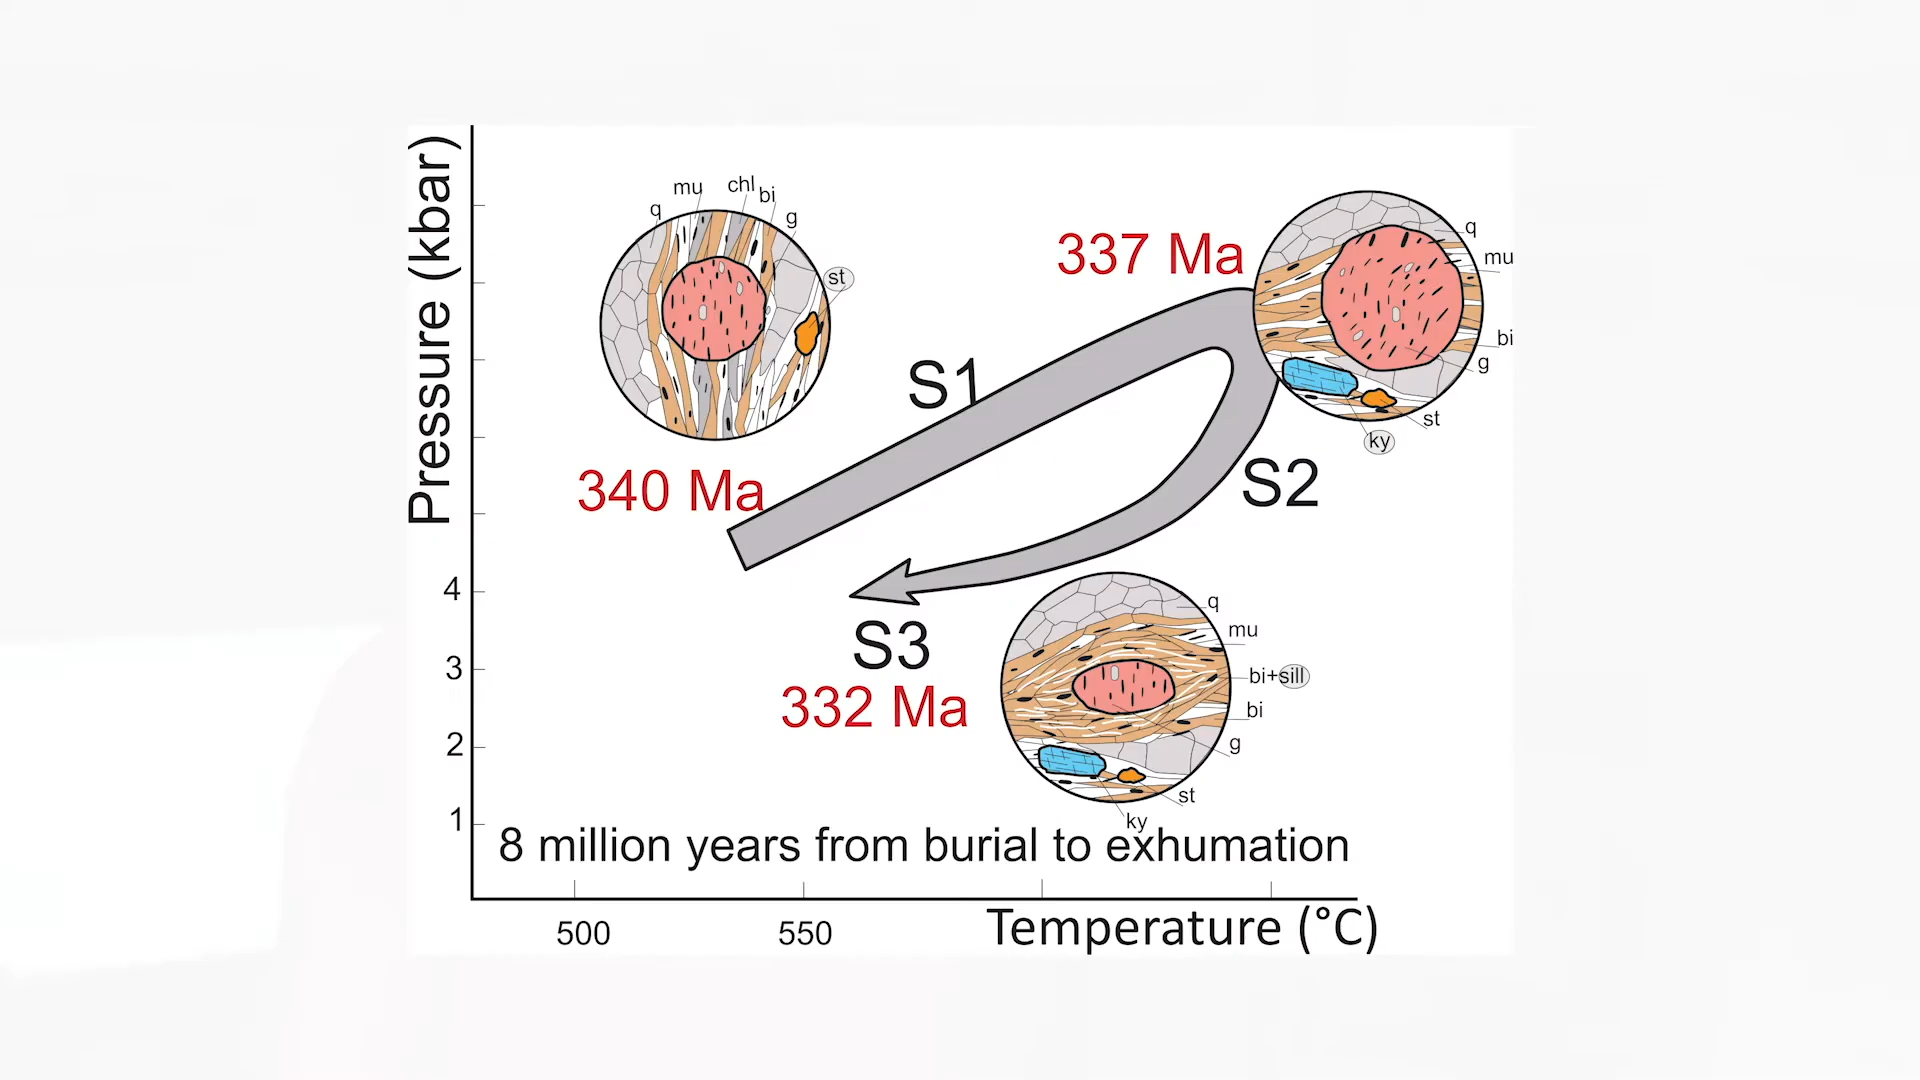 Pressure (kbar)
4
3
2
1
q
mu
chl
bi
g
st
340 Ma
S1
337 Ma
q
mu
bi
g
st
ky
S2
S3
332 Ma
q
mu
bi+sill
bi
g
st
ky
8 million years from burial to exhumation
500
550
Temperature (°C)